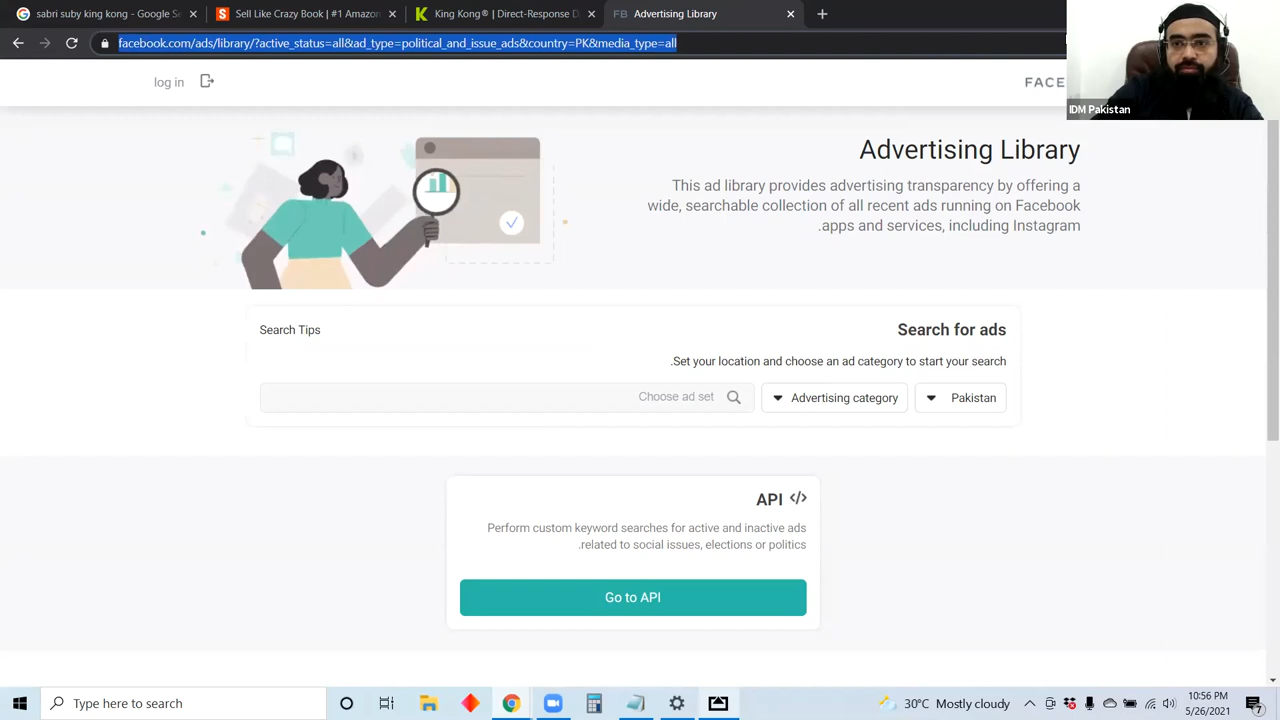 sabri suby king kong - Google Se
Sell Like Crazy Book | #1 Amazon
King Kong® | Direct-Response D
FB Advertising Library
facebook.com/ads/library/?active_status=all&ad_type=political_and_issue_ads&country=PK&media_type=all
log in
FACE
IDM Pakistan
Advertising Library
This ad library provides advertising transparency by offering a
wide, searchable collection of all recent ads running on Facebook
.apps and services, including Instagram
Search Tips
Search for ads
.Set your location and choose an ad category to start your search
Choose ad set
Advertising category
Pakistan
API </>
Perform custom keyword searches for active and inactive ads
.related to social issues, elections or politics
Go to API
Type here to search
30°C Mostly cloudy
10:56 PM
5/26/2021
7